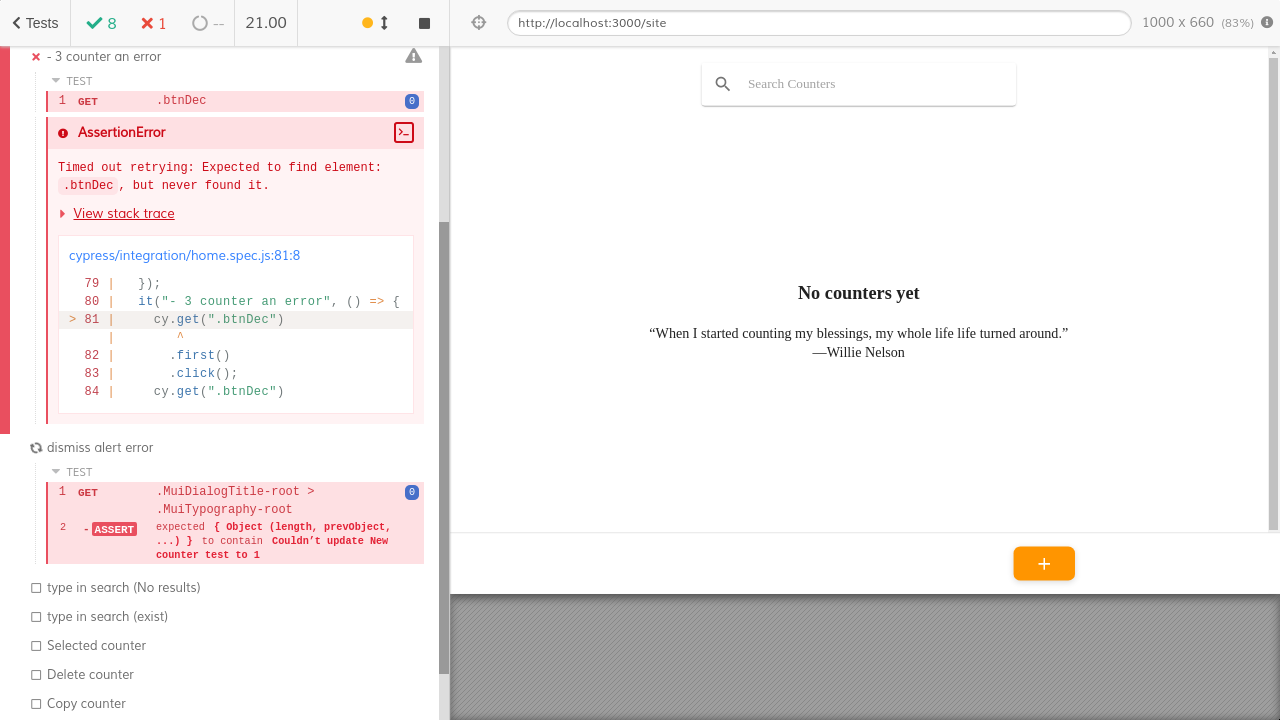 Tests
8
1
--
21.00
http://localhost:3000/site
1000 x 660 (83%)
- 3 counter an error
TEST
1 GET .btnDec 0
AssertionError
Timed out retrying: Expected to find element:
.btnDec, but never found it.
View stack trace
cypress/integration/home.spec.js:81:8
79 | });
80 | it("- 3 counter an error", () => {
> 81 | cy.get(".btnDec")
| ^
82 | .first()
83 | .click();
84 | cy.get(".btnDec")
dismiss alert error
TEST
1 GET .MuiDialogTitle-root > 0
.MuiTypography-root
2 - ASSERT expected { Object (length, prevObject,
...) } to contain Couldn’t update New
counter test to 1
type in search (No results)
type in search (exist)
Selected counter
Delete counter
Copy counter
Search Counters
No counters yet
“When I started counting my blessings, my whole life life turned around.”
—Willie Nelson
+